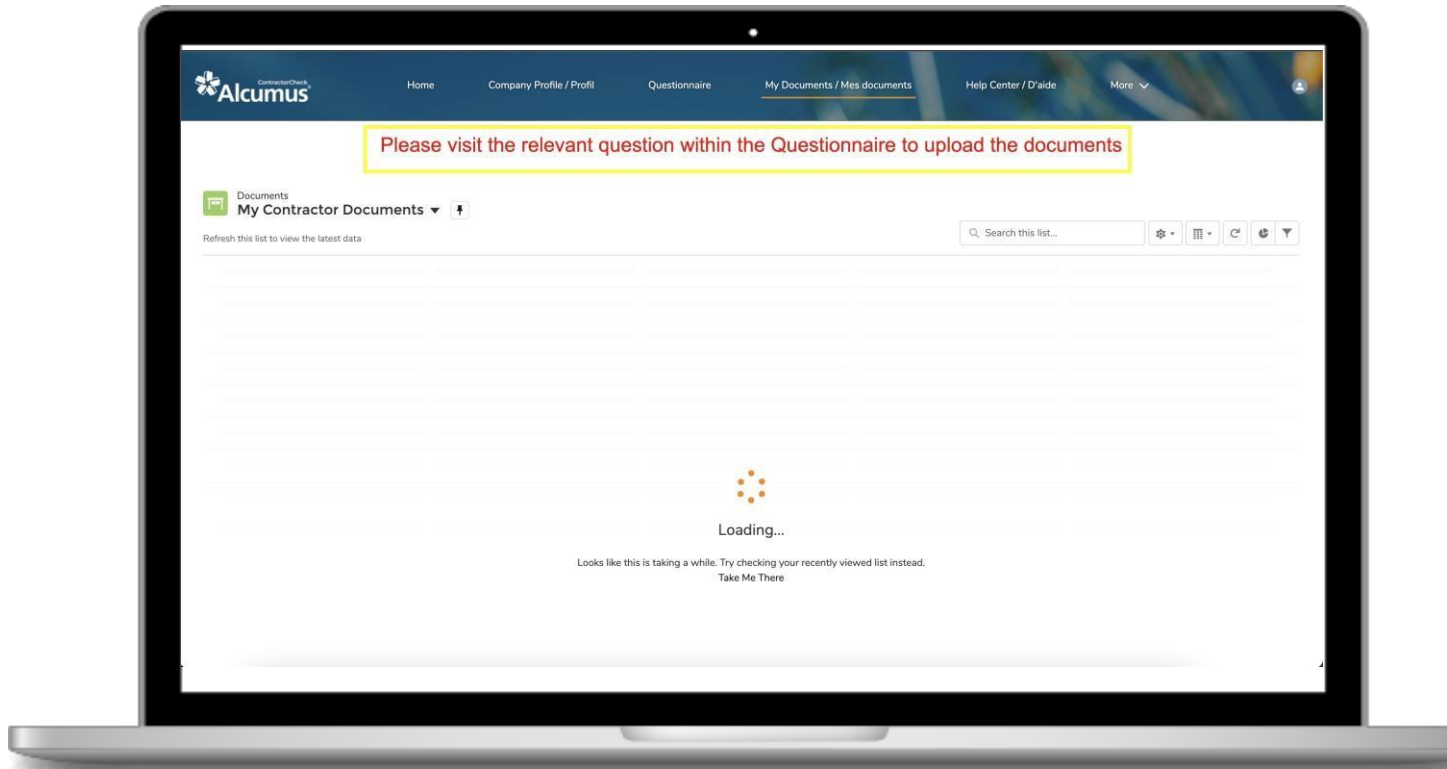 ContractorCheck
Alcumus
Home Company Profile / Profil Questionnaire My Documents / Mes documents Help Center / D'aide More
Please visit the relevant question within the Questionnaire to upload the documents
Documents
My Contractor Documents
Refresh this list to view the latest data
Search this list...
Loading...
Looks like this is taking a while. Try checking your recently viewed list instead.
Take Me There